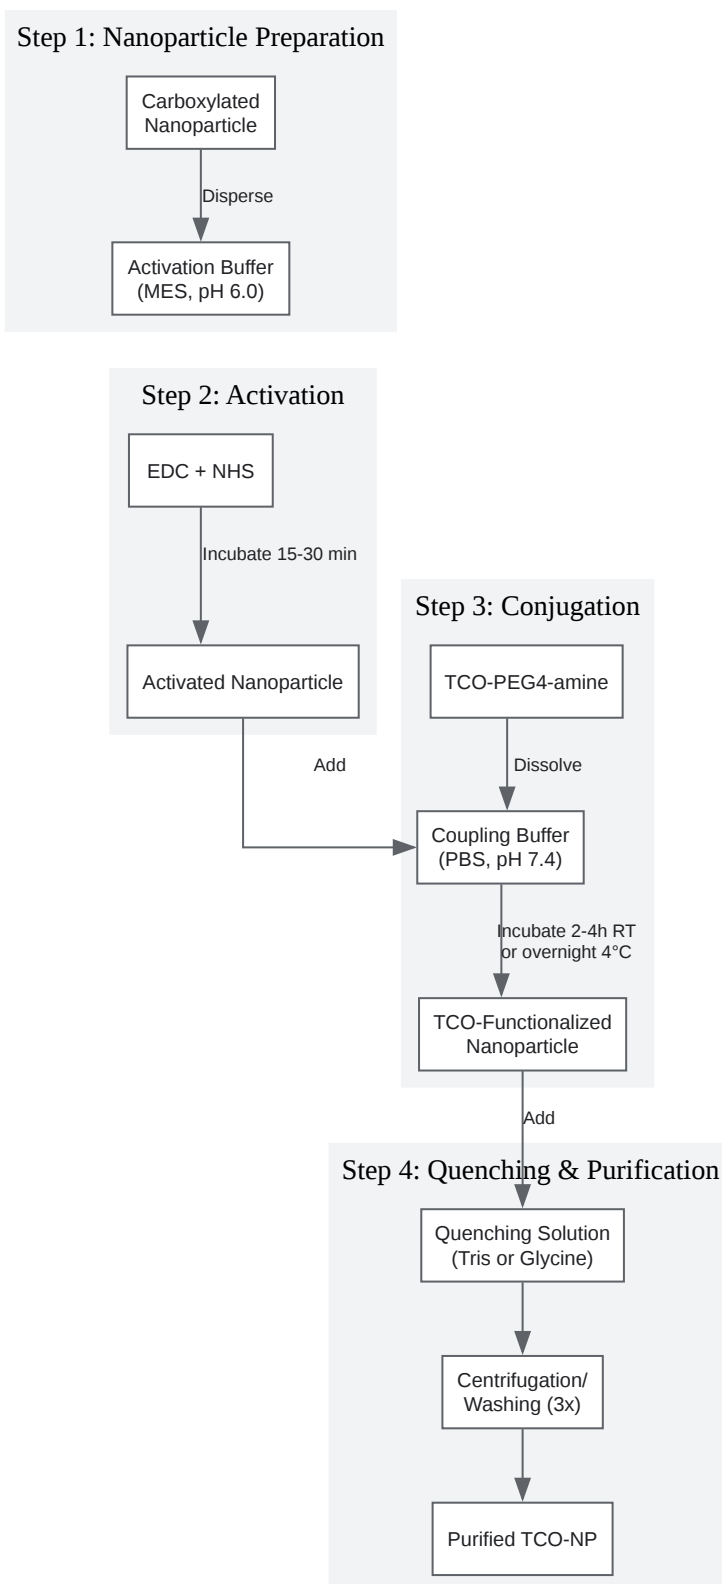 Step 1: Nanoparticle Preparation
Carboxylated
Nanoparticle
Disperse
Activation Buffer
(MES, pH 6.0)
Step 2: Activation
EDC + NHS
Incubate 15-30 min
Activated Nanoparticle
Add
Step 3: Conjugation
TCO-PEG4-amine
Dissolve
Coupling Buffer
(PBS, pH 7.4)
Incubate 2-4h RT
or overnight 4°C
TCO-Functionalized
Nanoparticle
Add
Step 4: Quenching & Purification
Quenching Solution
(Tris or Glycine)
Centrifugation/
Washing (3x)
Purified TCO-NP